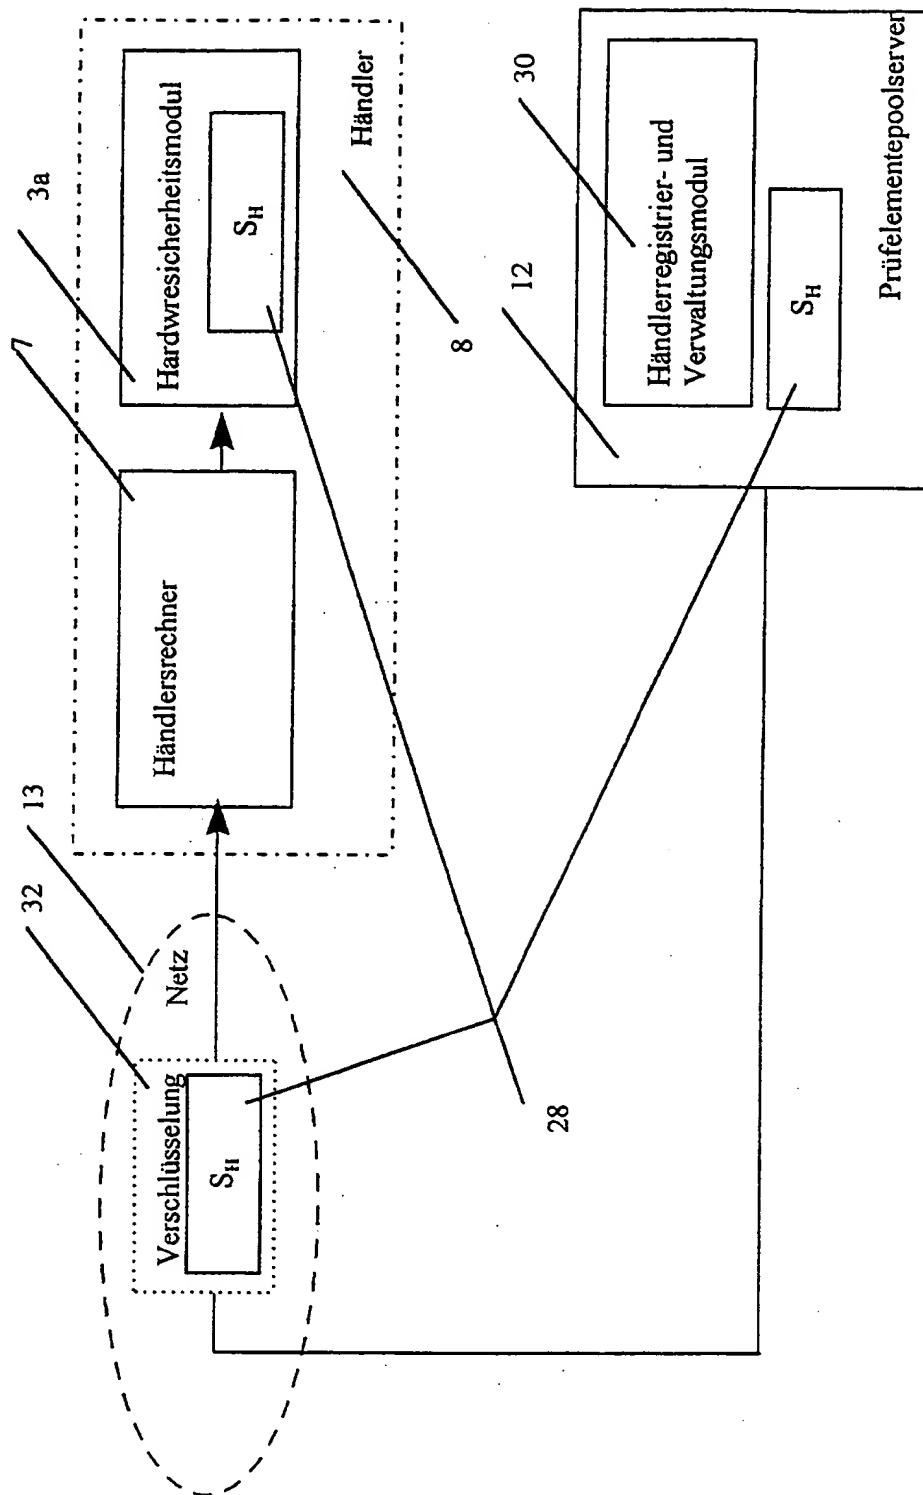 32
13
7
3a
Verschlüsselung
S_H
Netz
Händlersrechner
Hardwresicherheitsmodul
S_H
Händler
8
28
12
30
Händlerregistrier- und
Verwaltungsmodul
S_H
Prüfelementepoolserver